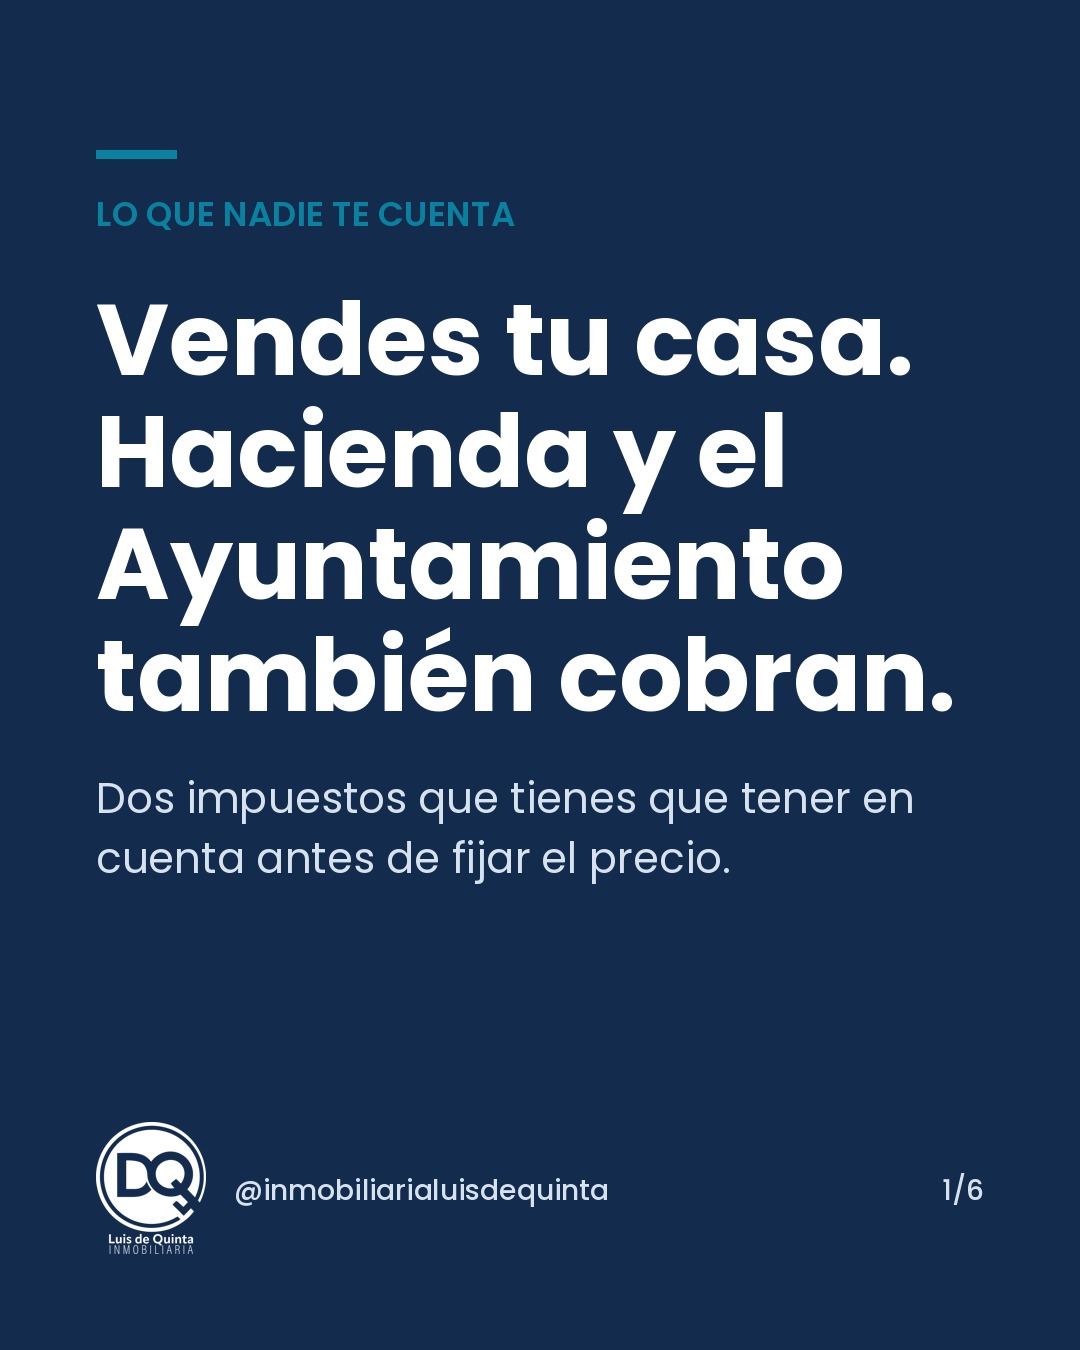 LO QUE NADIE TE CUENTA
Vendes tu casa.
Hacienda y el
Ayuntamiento
también cobran.
Dos impuestos que tienes que tener en
cuenta antes de fijar el precio.
DQ
Luis de Quinta
INMOBILIARIA
@inmobiliarialuisdequinta
1/6